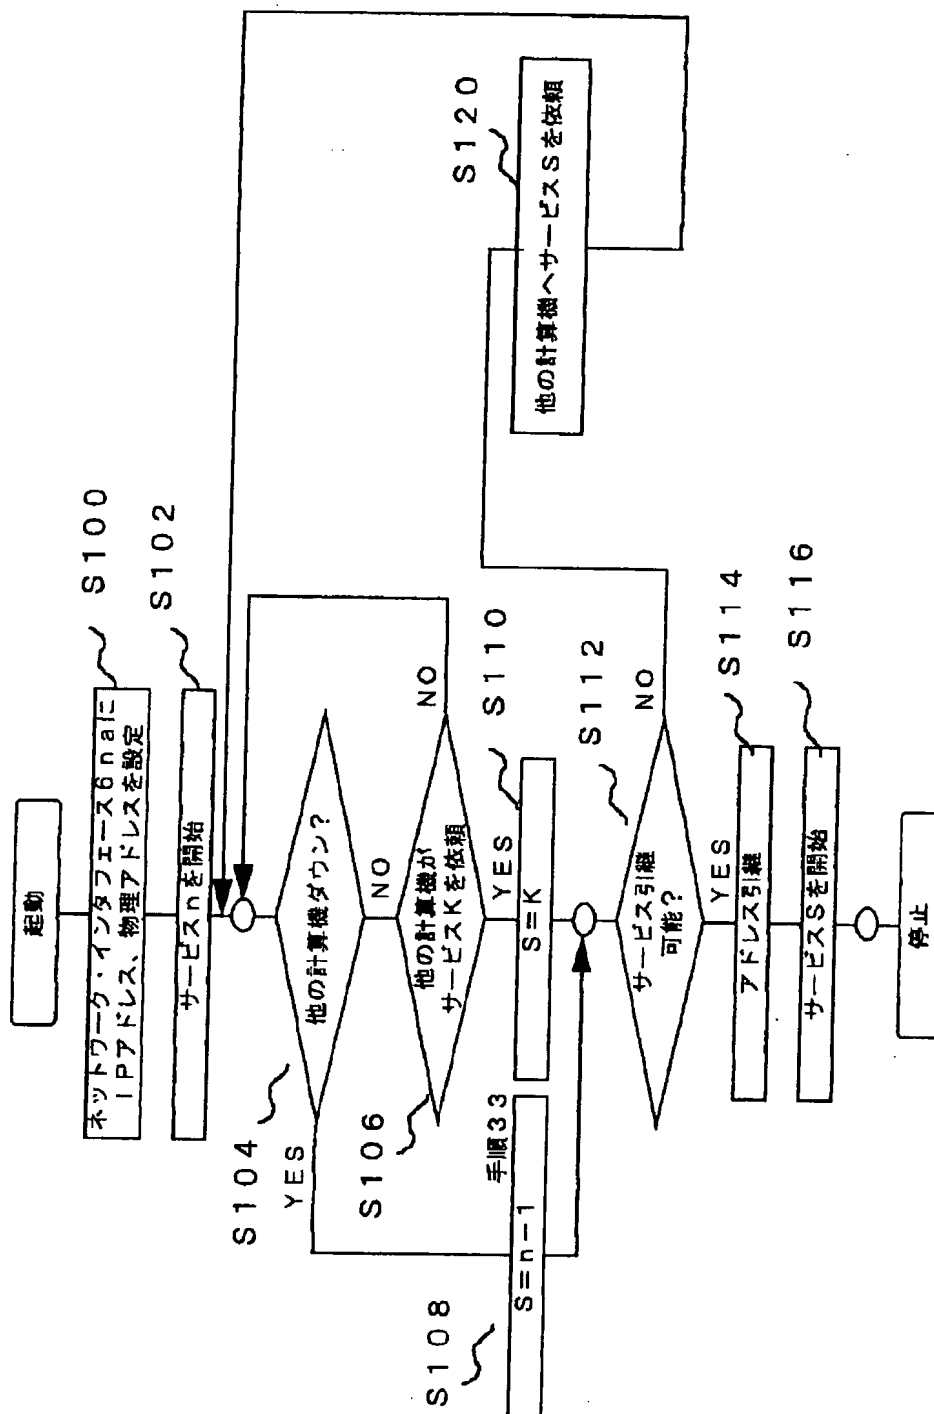 起動
ネットワーク・インタフェース6naに
IPアドレス、物理アドレスを設定
S100
サービスnを開始
S102
他の計算機ダウン？
S104
YES
NO
他の計算機が
サービスKを依頼
S106
NO
YES
手順33
S=n−1
S108
S=K
S110
サービス引継
可能？
S112
NO
YES
他の計算機へサービスSを依頼
S120
アドレス引継
S114
サービスSを開始
S116
停止